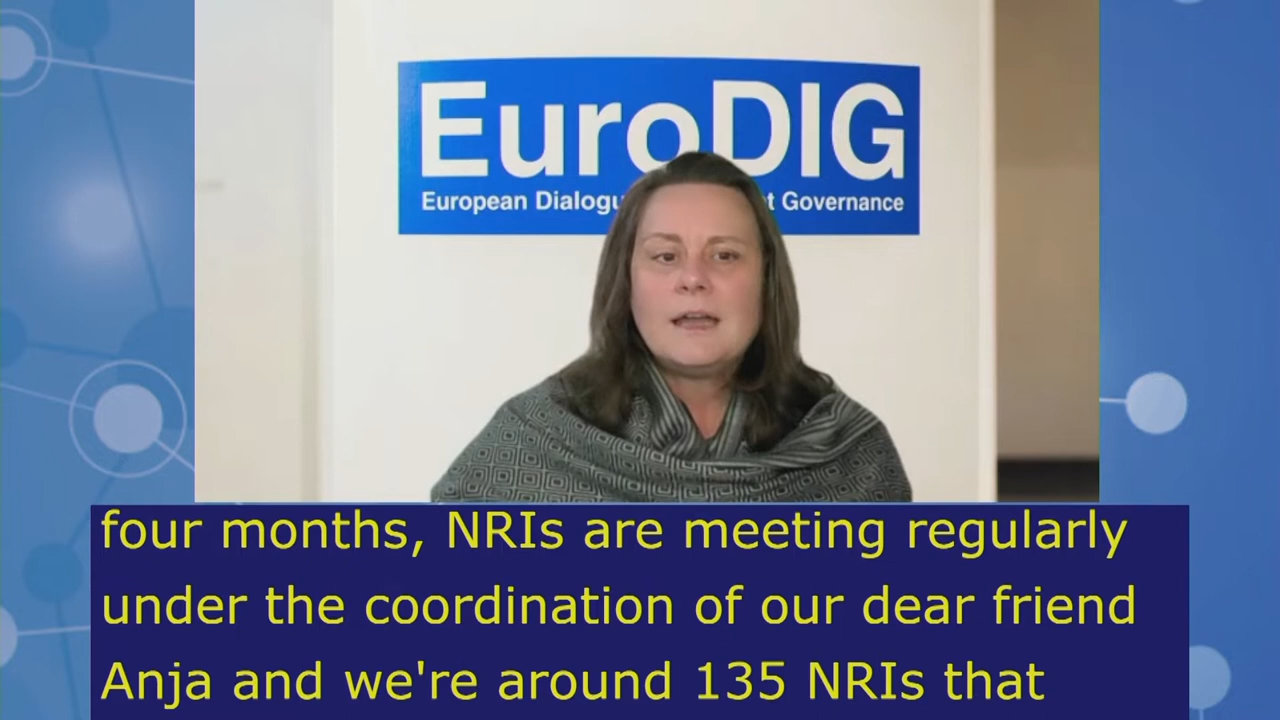 EuroDIG
European Dialogu t Governance
four months, NRIs are meeting regularly
under the coordination of our dear friend
Anja and we're around 135 NRIs that